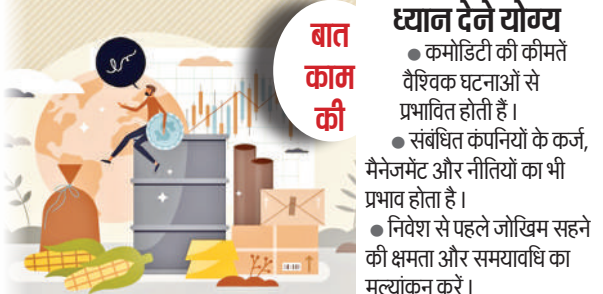 बात
काम
की
ध्यान देने योग्य
● कमोडिटी की कीमतें
वैश्विक घटनाओं से
प्रभावित होती हैं।
● संबंधित कंपनियों के कर्ज,
मैनेजमेंट और नीतियों का भी
प्रभाव होता है।
● निवेश से पहले जोखिम सहने
की क्षमता और समयावधि का
मूल्यांकन करें।